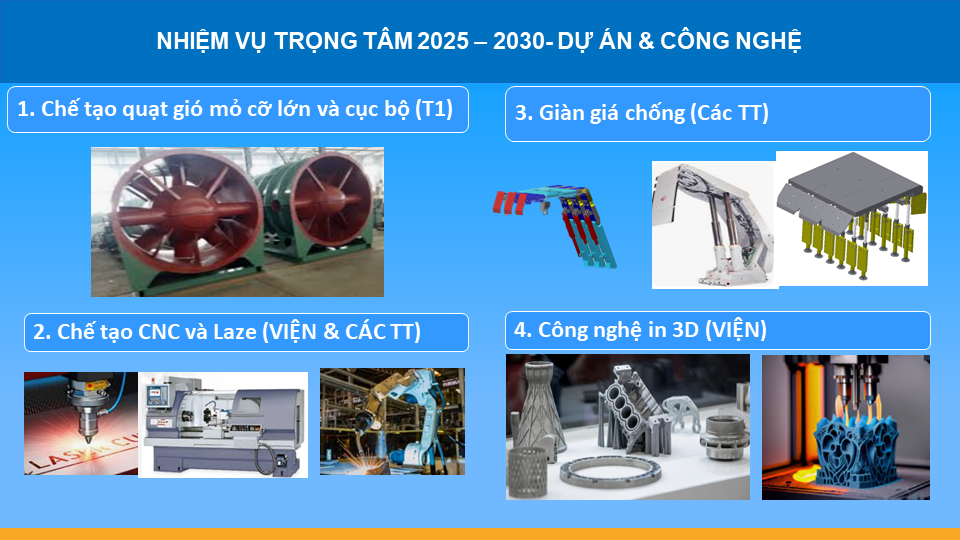 NHIỆM VỤ TRỌNG TÂM 2025 – 2030- DỰ ÁN & CÔNG NGHỆ
1. Chế tạo quạt gió mỏ cỡ lớn và cục bộ (T1)
3. Giàn giá chống (Các TT)
2. Chế tạo CNC và Laze (VIỆN & CÁC TT)
4. Công nghệ in 3D (VIỆN)